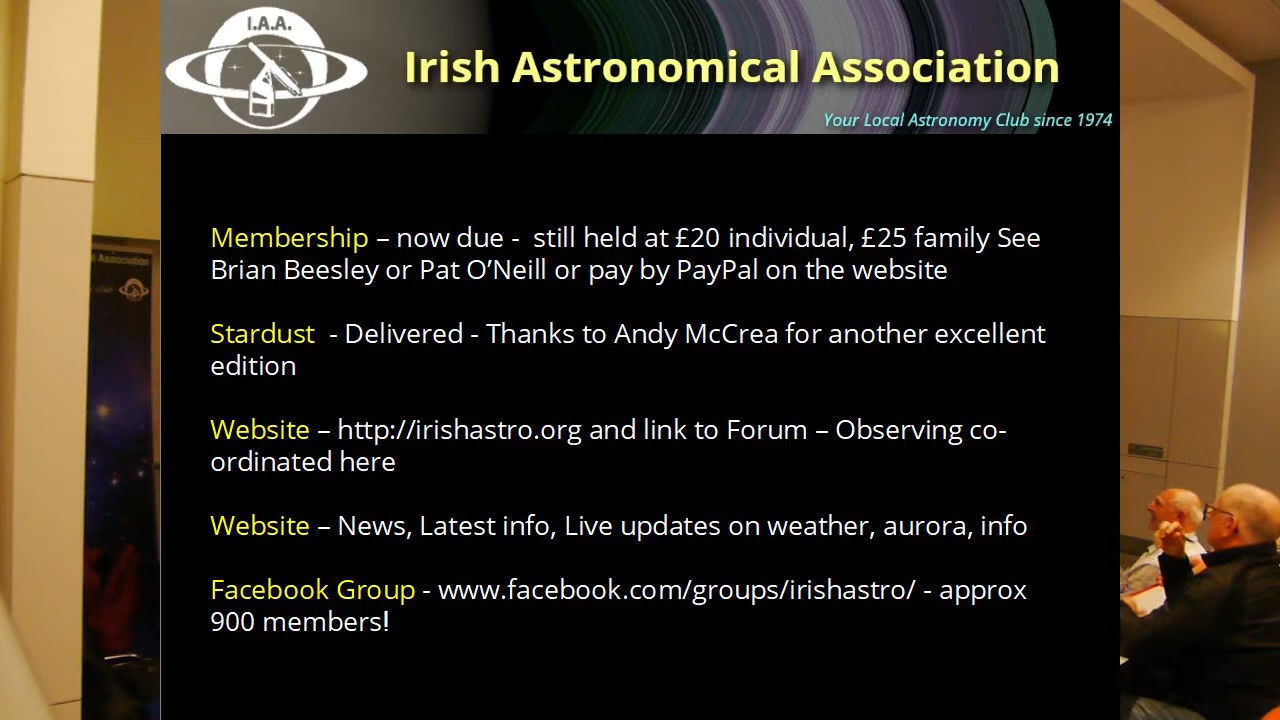 I.A.A.
Irish Astronomical Association
Your Local Astronomy Club since 1974
Membership – now due -  still held at £20 individual, £25 family See
Brian Beesley or Pat O’Neill or pay by PayPal on the website
Stardust  - Delivered - Thanks to Andy McCrea for another excellent
edition
Website – http://irishastro.org and link to Forum – Observing co-
ordinated here
Website – News, Latest info, Live updates on weather, aurora, info
Facebook Group - www.facebook.com/groups/irishastro/ - approx
900 members!
Association